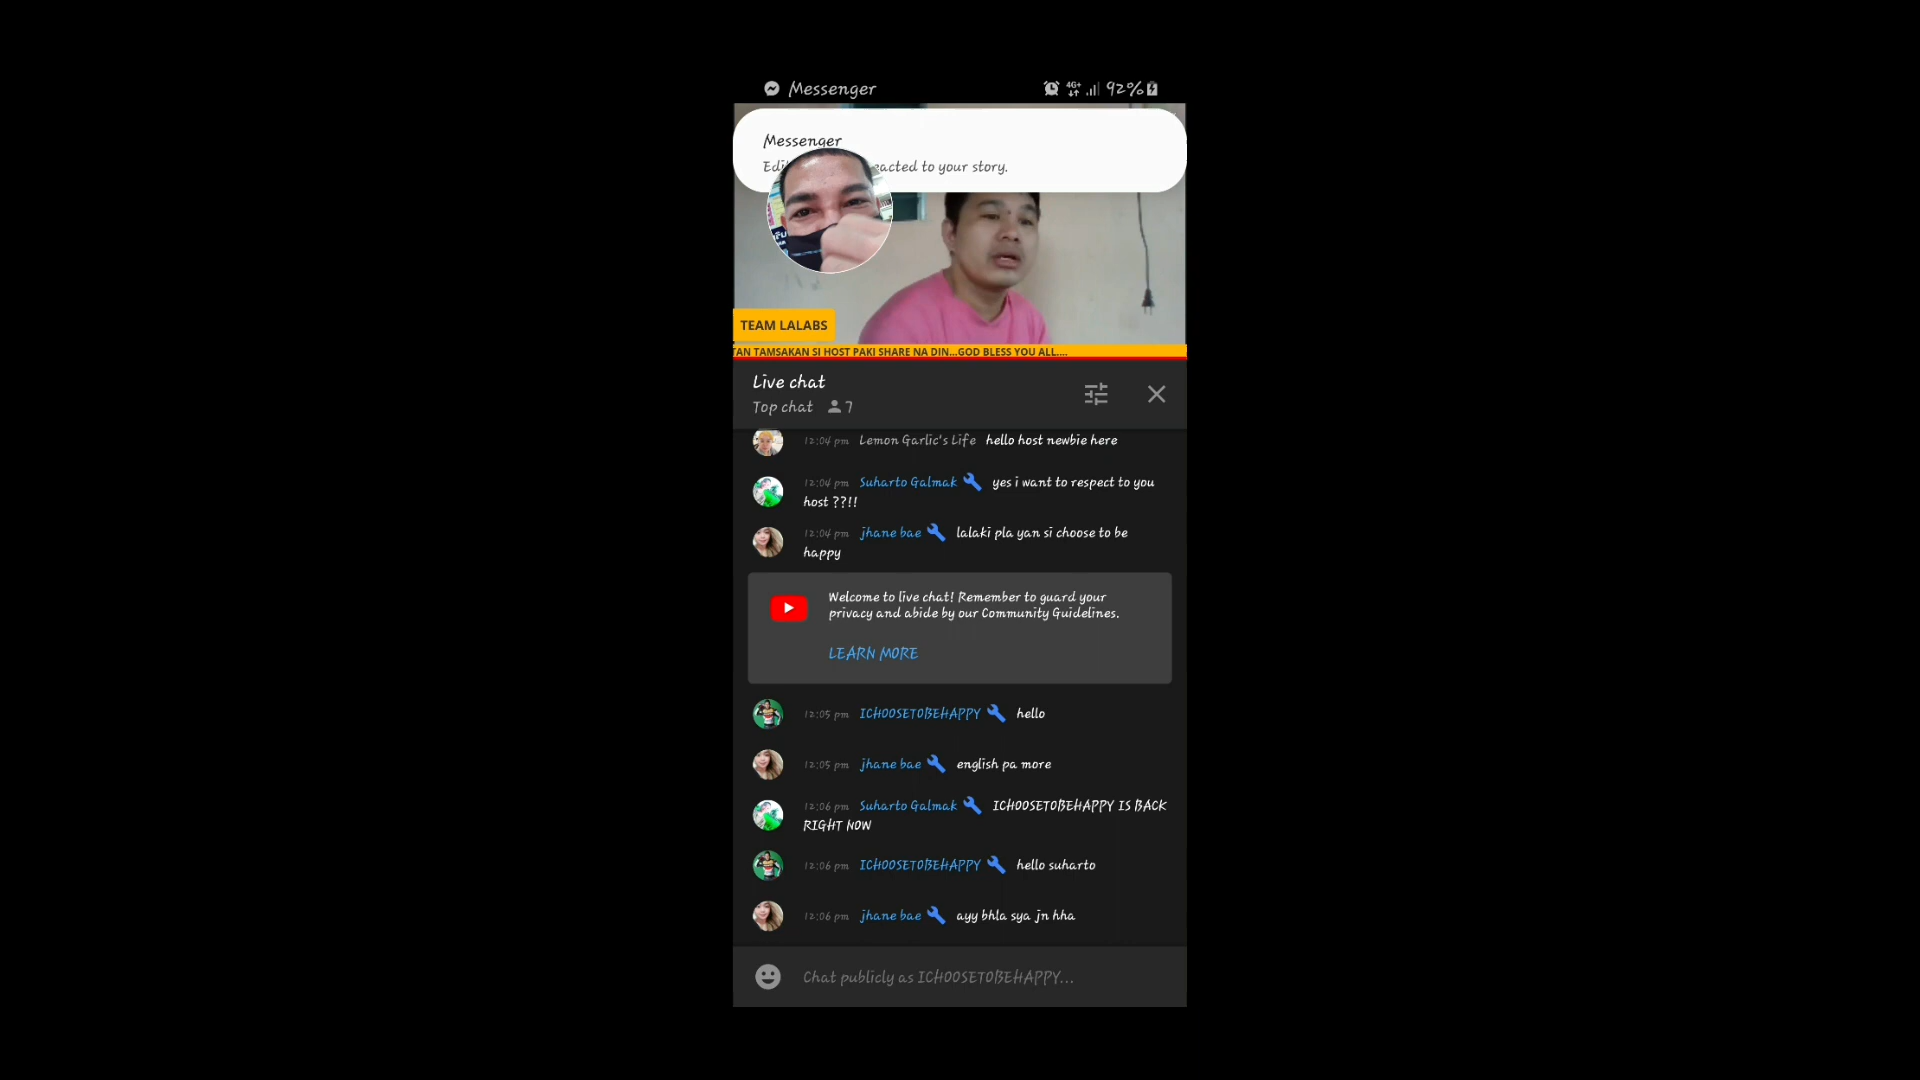 Messenger
4G+ 92%
Messenger
Edi eacted to your story.
TEAM LALABS
TAN TAMSAKAN SI HOST PAKI SHARE NA DIN...GOD BLESS YOU ALL....
Live chat
Top chat 7
12:04 pm Lemon Garlic's Life hello host newbie here
12:04 pm Suharto Galmak yes i want to respect to you
host ??!!
12:04 pm jhane bae lalaki pla yan si choose to be
happy
Welcome to live chat! Remember to guard your
privacy and abide by our Community Guidelines.
LEARN MORE
12:05 pm ICHOOSETOBEHAPPY hello
12:05 pm jhane bae english pa more
12:06 pm Suharto Galmak ICHOOSETOBEHAPPY IS BACK
RIGHT NOW
12:06 pm ICHOOSETOBEHAPPY hello suharto
12:06 pm jhane bae ayy bhla sya jn hha
Chat publicly as ICHOOSETOBEHAPPY...